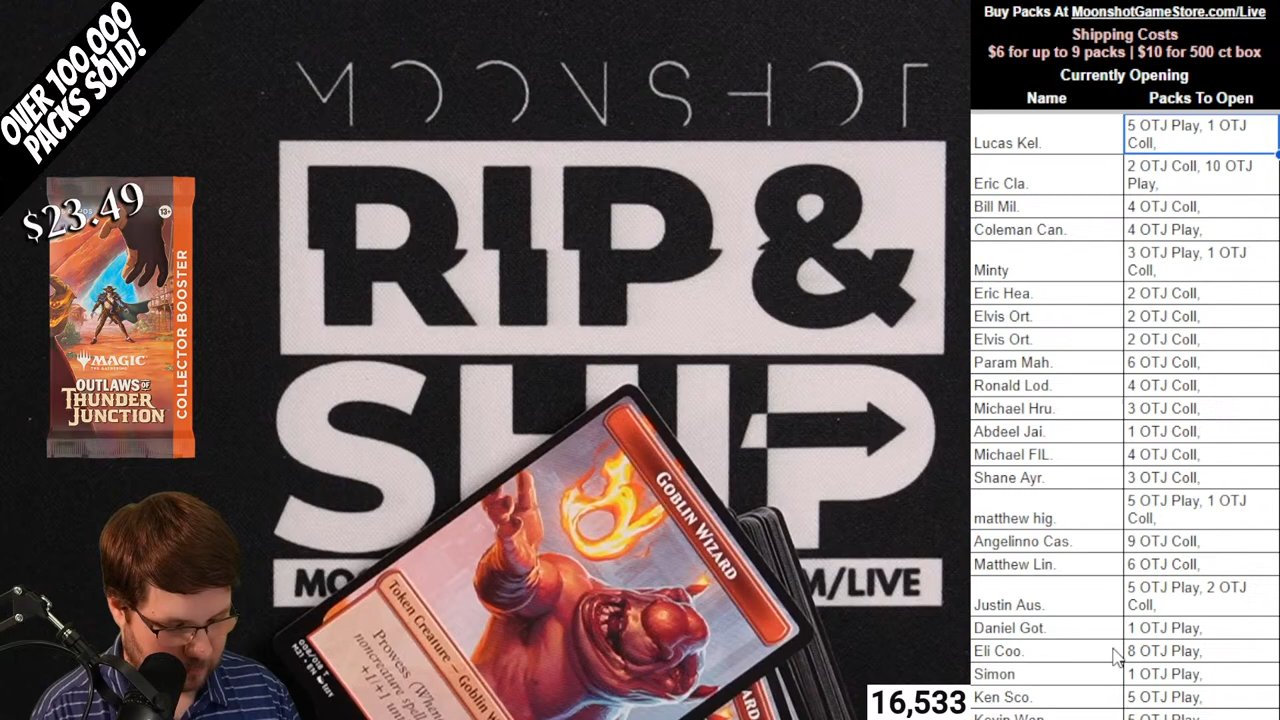 OVER 100,000
PACKS SOLD!
$23.49
13+
MAGIC
THE GATHERING
OUTLAWS OF
THUNDER
JUNCTION
COLLECTOR BOOSTER
MOONSHOT
RIP &
SHIP
M/LIVE
GOBLIN WIZARD
Token Creature — Goblin
Prowess (When
noncreature spell
+1/+1 un
16,533
Buy Packs At MoonshotGameStore.com/Live
Shipping Costs
$6 for up to 9 packs | $10 for 500 ct box
Currently Opening
Name Packs To Open
Lucas Kel. 5 OTJ Play, 1 OTJ
Coll,
Eric Cla. 2 OTJ Coll, 10 OTJ
Play,
Bill Mil. 4 OTJ Coll,
Coleman Can. 4 OTJ Play,
Minty 3 OTJ Play, 1 OTJ
Coll,
Eric Hea. 2 OTJ Coll,
Elvis Ort. 2 OTJ Coll,
Elvis Ort. 2 OTJ Coll,
Param Mah. 6 OTJ Coll,
Ronald Lod. 4 OTJ Coll,
Michael Hru. 3 OTJ Coll,
Abdeel Jai. 1 OTJ Coll,
Michael FIL. 4 OTJ Coll,
Shane Ayr. 3 OTJ Coll,
matthew hig. 5 OTJ Play, 1 OTJ
Coll,
Angelinno Cas. 9 OTJ Coll,
Matthew Lin. 6 OTJ Coll,
Justin Aus. 5 OTJ Play, 2 OTJ
Coll,
Daniel Got. 1 OTJ Play,
Eli Coo. 8 OTJ Play,
Simon 1 OTJ Play,
Ken Sco. 5 OTJ Play,